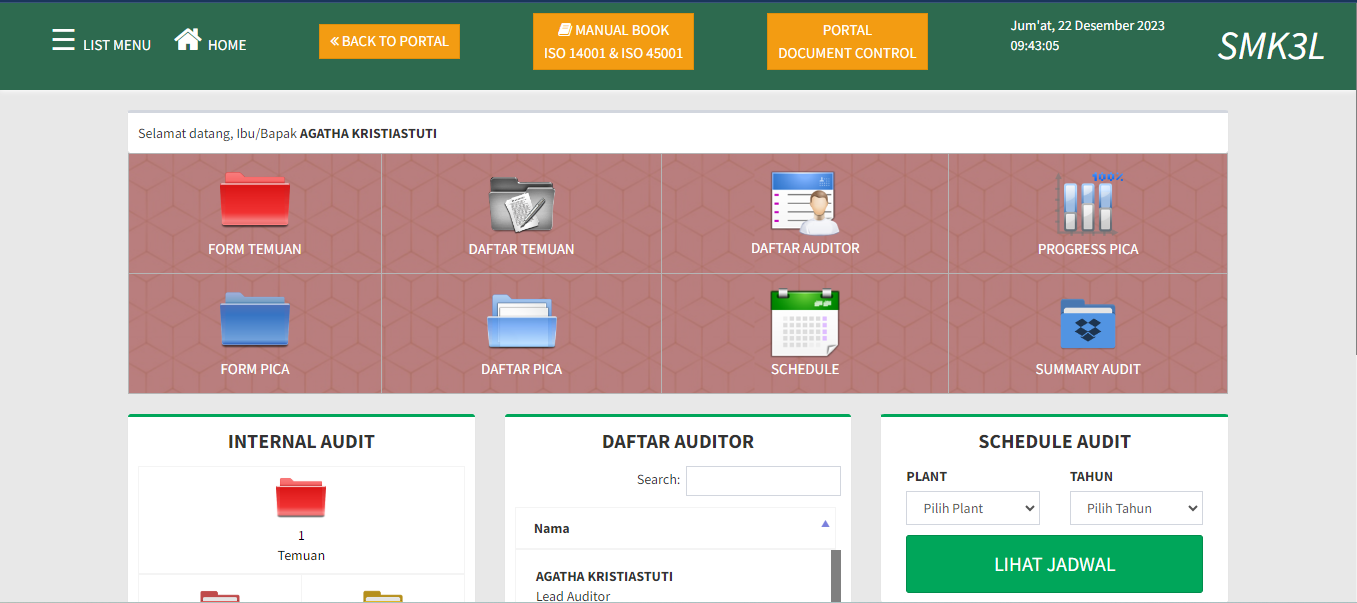 LIST MENU
HOME
« BACK TO PORTAL
MANUAL BOOK
ISO 14001 & ISO 45001
PORTAL
DOCUMENT CONTROL
Jum'at, 22 Desember 2023
09:43:05
SMK3L
Selamat datang, Ibu/Bapak AGATHA KRISTIASTUTI
FORM TEMUAN
DAFTAR TEMUAN
DAFTAR AUDITOR
100%
PROGRESS PICA
FORM PICA
DAFTAR PICA
SCHEDULE
SUMMARY AUDIT
INTERNAL AUDIT
1
Temuan
DAFTAR AUDITOR
Search:
Nama
AGATHA KRISTIASTUTI
Lead Auditor
SCHEDULE AUDIT
PLANT
TAHUN
Pilih Plant
Pilih Tahun
LIHAT JADWAL